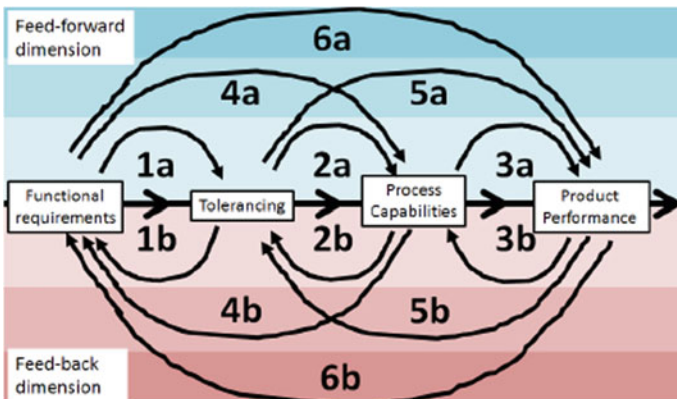 Feed-forward
dimension
6a
4a
5a
1a
2a
3a
Functional
requirements
Tolerancing
Process
Capabilities
Product
Performance
1b
2b
3b
4b
5b
Feed-back
dimension
6b